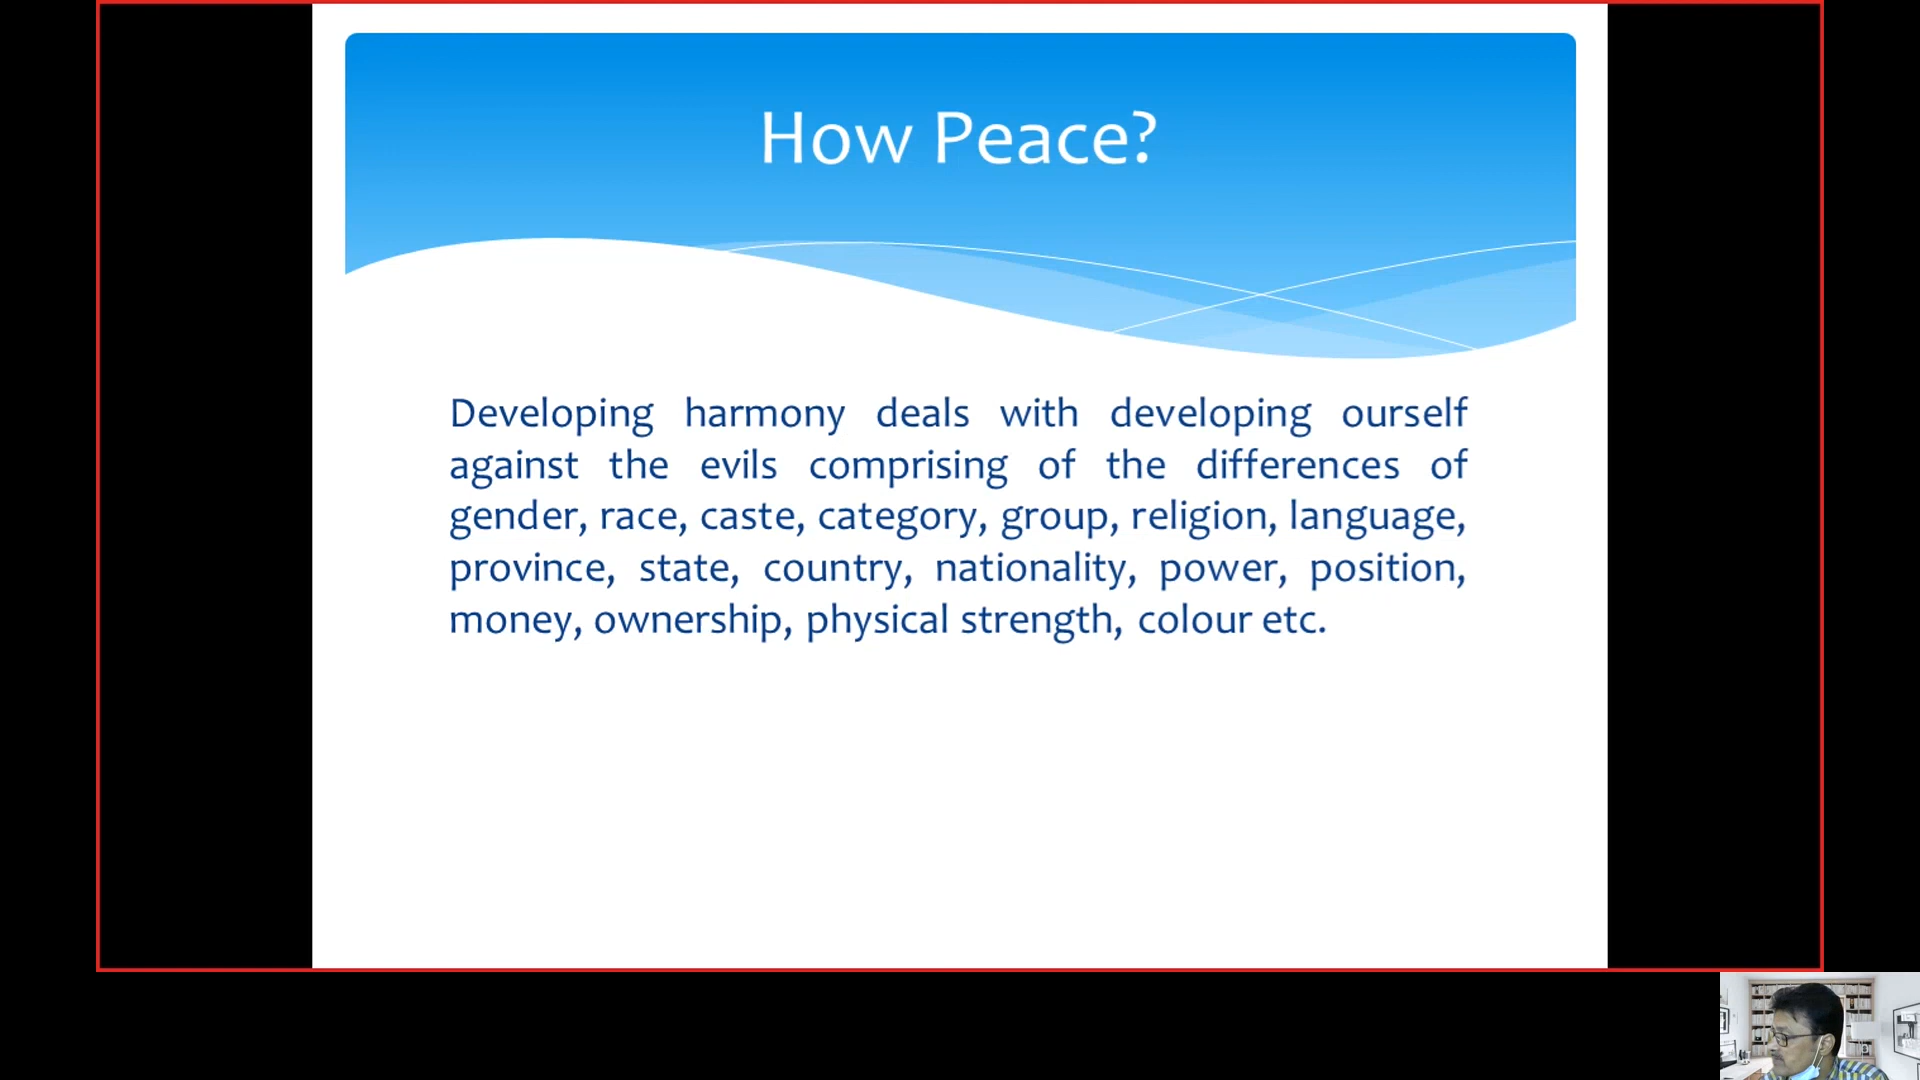 How Peace?
Developing harmony deals with developing ourself
against the evils comprising of the differences of
gender, race, caste, category, group, religion, language,
province, state, country, nationality, power, position,
money, ownership, physical strength, colour etc.